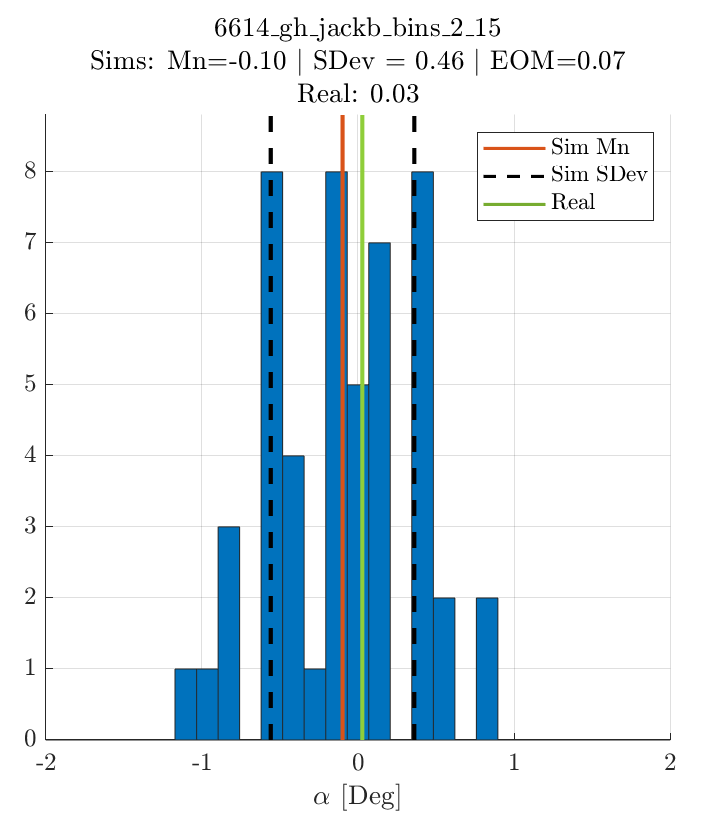 6614_gh_jackb_bins_2_15
Sims: Mn=-0.10 | SDev = 0.46 | EOM=0.07
Real: 0.03
Sim Mn
Sim SDev
Real
8
7
6
5
4
3
2
1
0
-2 -1 0 1 2
α [Deg]